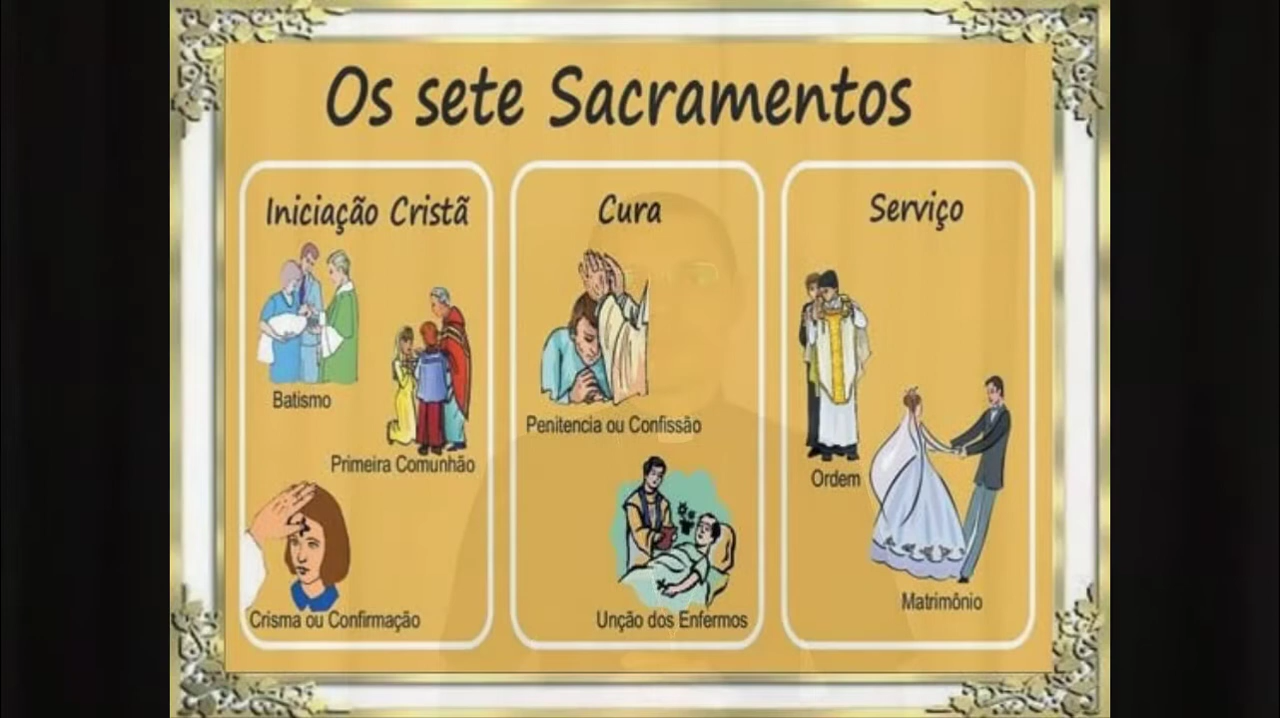 Os sete Sacramentos
Iniciação Cristã
Batismo
Primeira Comunhão
Crisma ou Confirmação
Cura
Penitencia ou Confissão
Unção dos Enfermos
Serviço
Ordem
Matrimônio